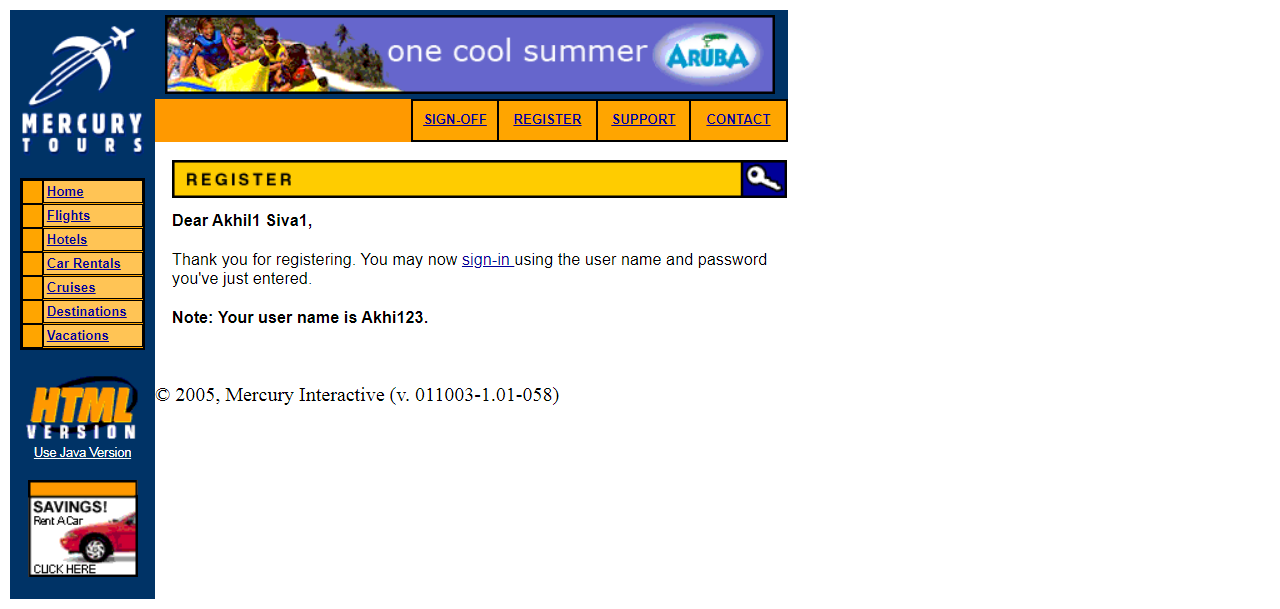 MERCURY
TOURS
one cool summer
ARUBA
SIGN-OFF
REGISTER
SUPPORT
CONTACT
Home
Flights
Hotels
Car Rentals
Cruises
Destinations
Vacations
HTML
VERSION
Use Java Version
SAVINGS!
Rent A Car
CLICK HERE
REGISTER
Dear Akhil1 Siva1,
Thank you for registering. You may now sign-in using the user name and password
you've just entered.
Note: Your user name is Akhi123.
© 2005, Mercury Interactive (v. 011003-1.01-058)